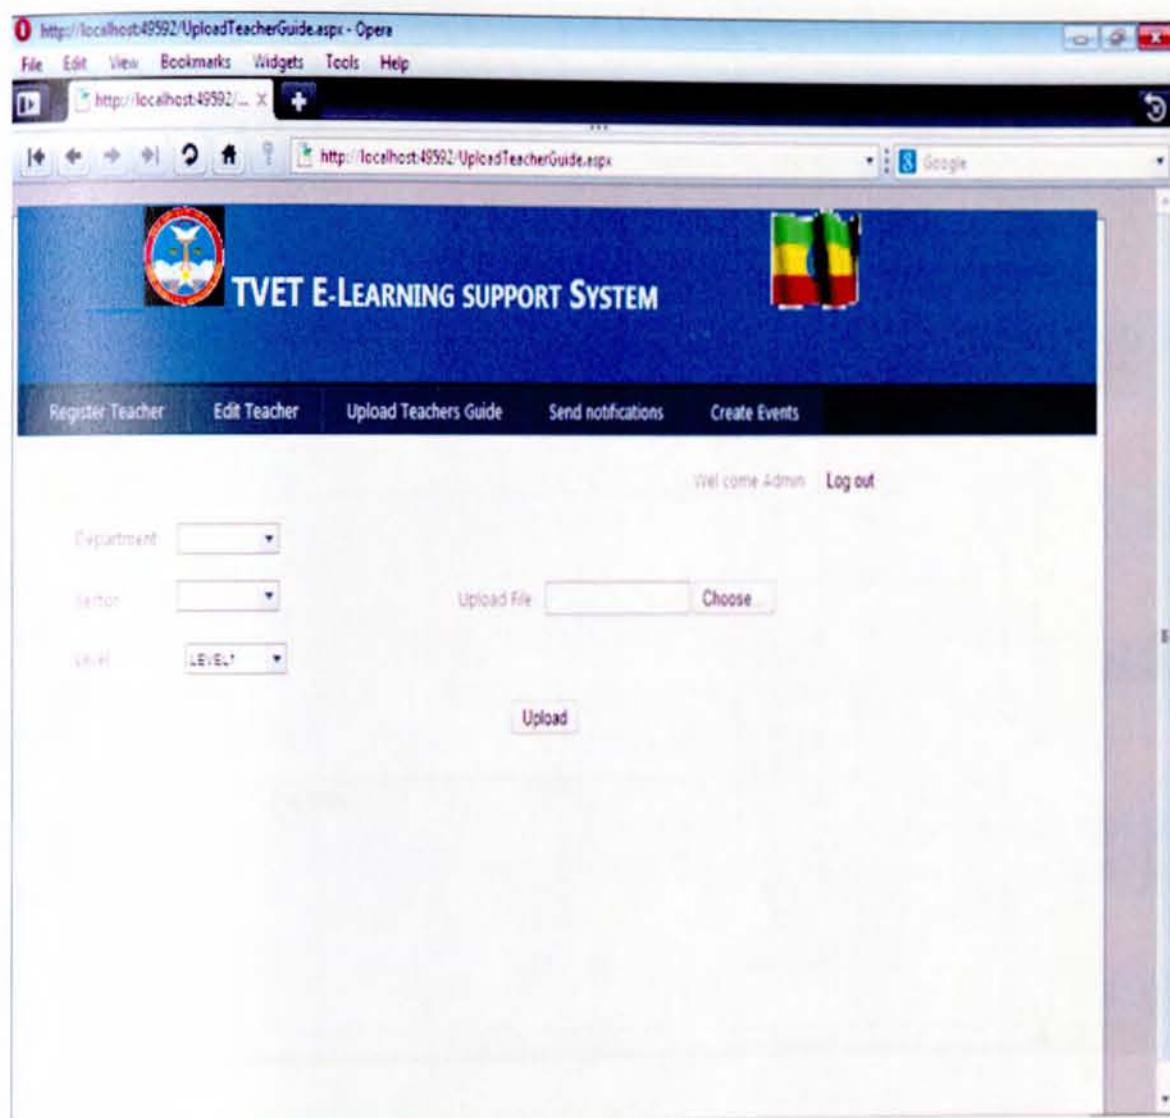 http://localhost:49592/UploadTeacherGuide.aspx - Opera
File Edit View Bookmarks Widgets Tools Help
http://localhost:49592/... X
http://localhost:49592/UploadTeacherGuide.aspx
Google
TVET E-LEARNING SUPPORT SYSTEM
Register Teacher Edit Teacher Upload Teachers Guide Send notifications Create Events
Wel come Admin Log out
Department
Sector
Upload File Choose...
Level LEVEL1
Upload